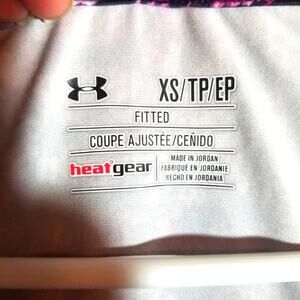 XS/TP/EP
FITTED
COUPE AJUSTÉE/CEÑIDO
heatgear
MADE IN JORDAN
FABRIQUÉ EN JORDANIE
HECHO EN JORDANIA